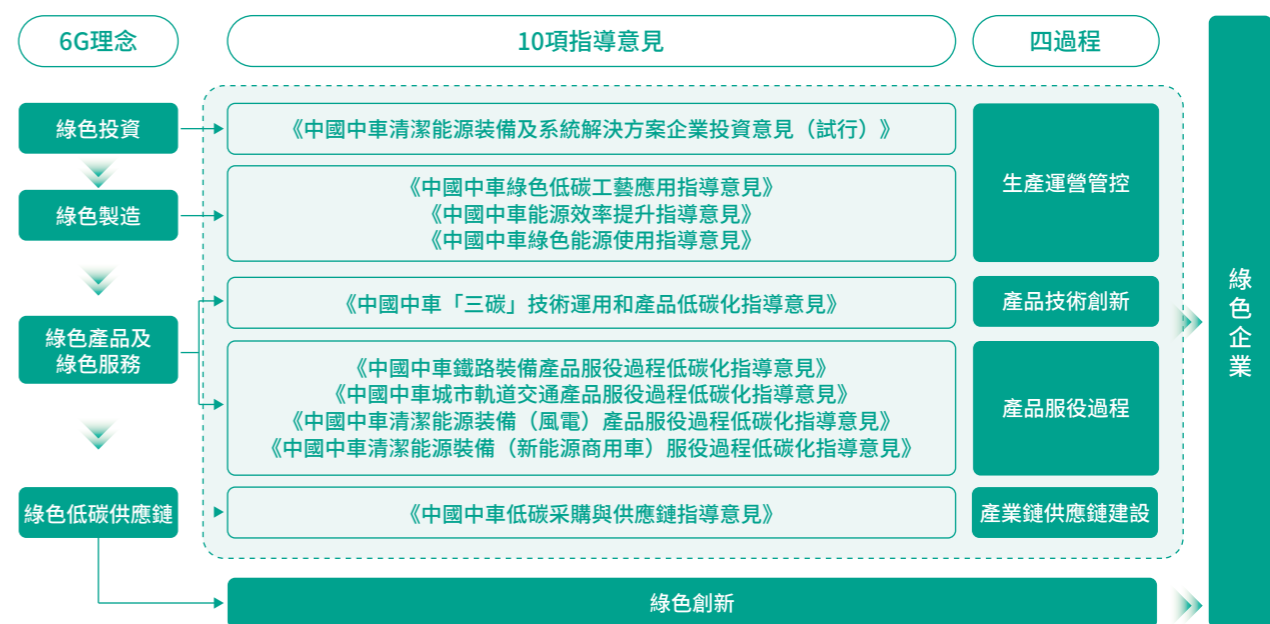 6G理念
10項指導意見
四過程
綠色投資
《中國中車清潔能源裝備及系統解決方案企業投資意見（試行）》
生產運營管控
綠色製造
《中國中車綠色低碳工藝應用指導意見》
《中國中車能源效率提升指導意見》
《中國中車綠色能源使用指導意見》
綠色產品及
綠色服務
《中國中車「三碳」技術運用和產品低碳化指導意見》
產品技術創新
《中國中車鐵路裝備產品服役過程低碳化指導意見》
《中國中車城市軌道交通產品服役過程低碳化指導意見》
《中國中車清潔能源裝備（風電）產品服役過程低碳化指導意見》
《中國中車清潔能源裝備（新能源商用車）服役過程低碳化指導意見》
產品服役過程
綠色低碳供應鏈
《中國中車低碳采購與供應鏈指導意見》
產業鏈供應鏈建設
綠色創新
綠色企業